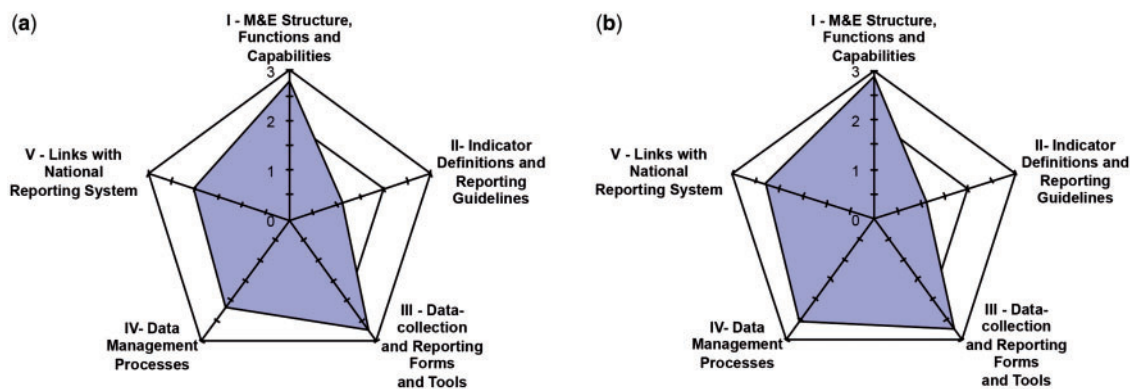 (a)
I - M&E Structure,
Functions and
Capabilities
3
2
1
0
II- Indicator
Definitions and
Reporting
Guidelines
III - Data-
collection
and Reporting
Forms
and Tools
IV- Data
Management
Processes
V - Links with
National
Reporting System
(b)
I - M&E Structure,
Functions and
Capabilities
3
2
1
0
II- Indicator
Definitions and
Reporting
Guidelines
III - Data-
collection
and Reporting
Forms
and Tools
IV- Data
Management
Processes
V - Links with
National
Reporting System